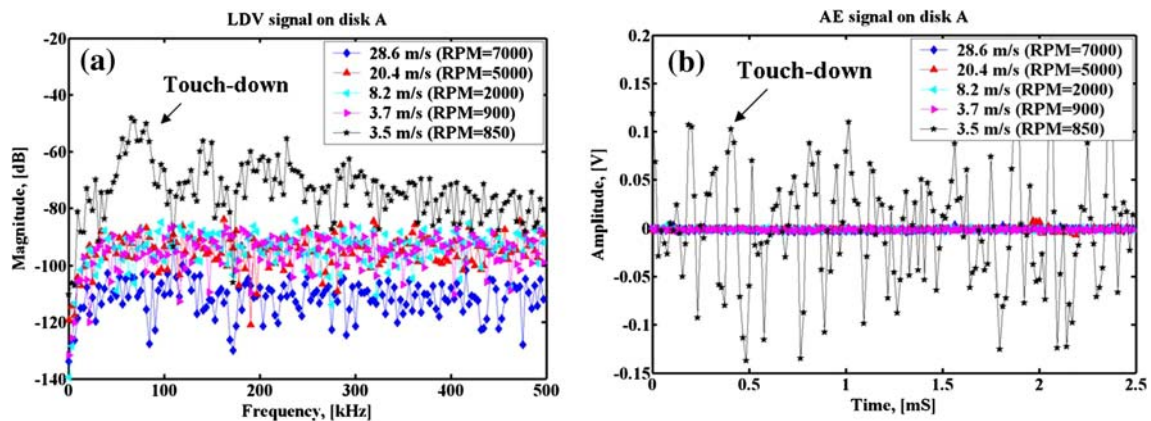 LDV signal on disk A
(a)
Touch-down
28.6 m/s (RPM=7000)
20.4 m/s (RPM=5000)
8.2 m/s (RPM=2000)
3.7 m/s (RPM=900)
3.5 m/s (RPM=850)
Magnitude, [dB]
-20
-40
-60
-80
-100
-120
-140
0
100
200
300
400
500
Frequency, [kHz]
AE signal on disk A
(b)
Touch-down
28.6 m/s (RPM=7000)
20.4 m/s (RPM=5000)
8.2 m/s (RPM=2000)
3.7 m/s (RPM=900)
3.5 m/s (RPM=850)
Amplitude, [V]
0.2
0.15
0.1
0.05
0
-0.05
-0.1
-0.15
0
0.5
1
1.5
2
2.5
Time, [mS]